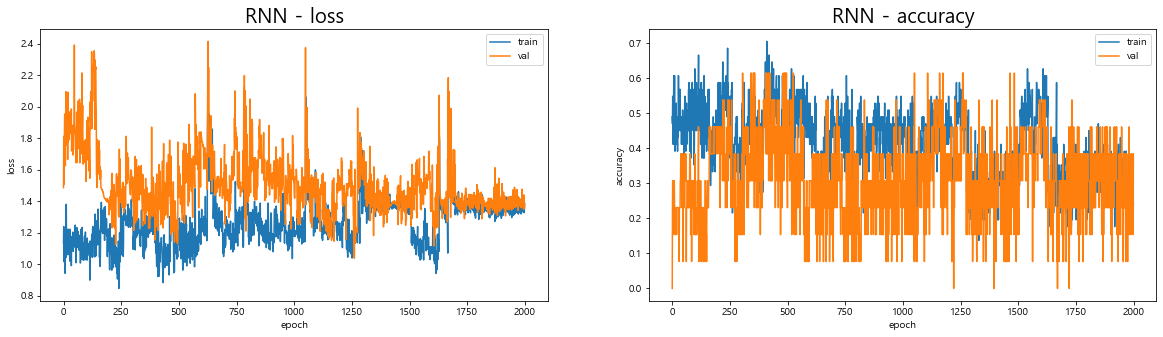 RNN - loss
train
val
2.4
2.2
2.0
1.8
1.6
1.4
1.2
1.0
0.8
loss
0 250 500 750 1000 1250 1500 1750 2000
epoch
RNN - accuracy
train
val
0.7
0.6
0.5
0.4
0.3
0.2
0.1
0.0
accuracy
0 250 500 750 1000 1250 1500 1750 2000
epoch